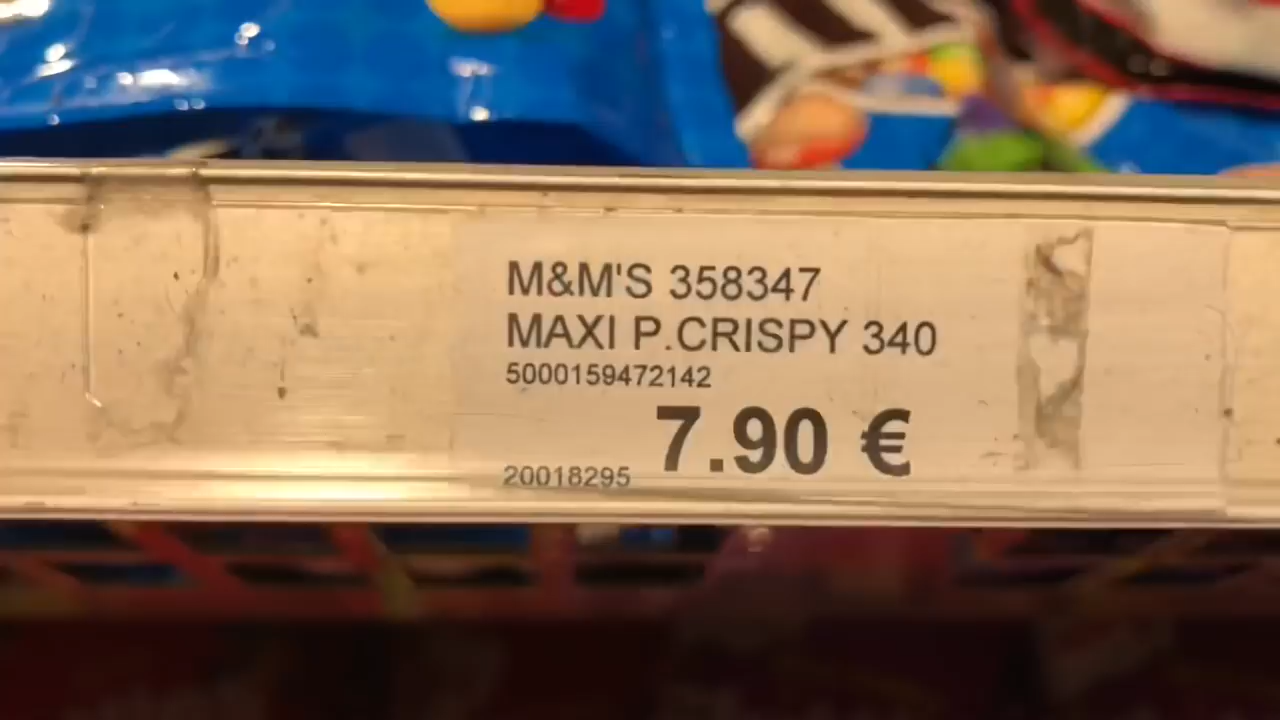 M&M'S 358347
MAXI P.CRISPY 340
5000159472142
7.90 €
20018295